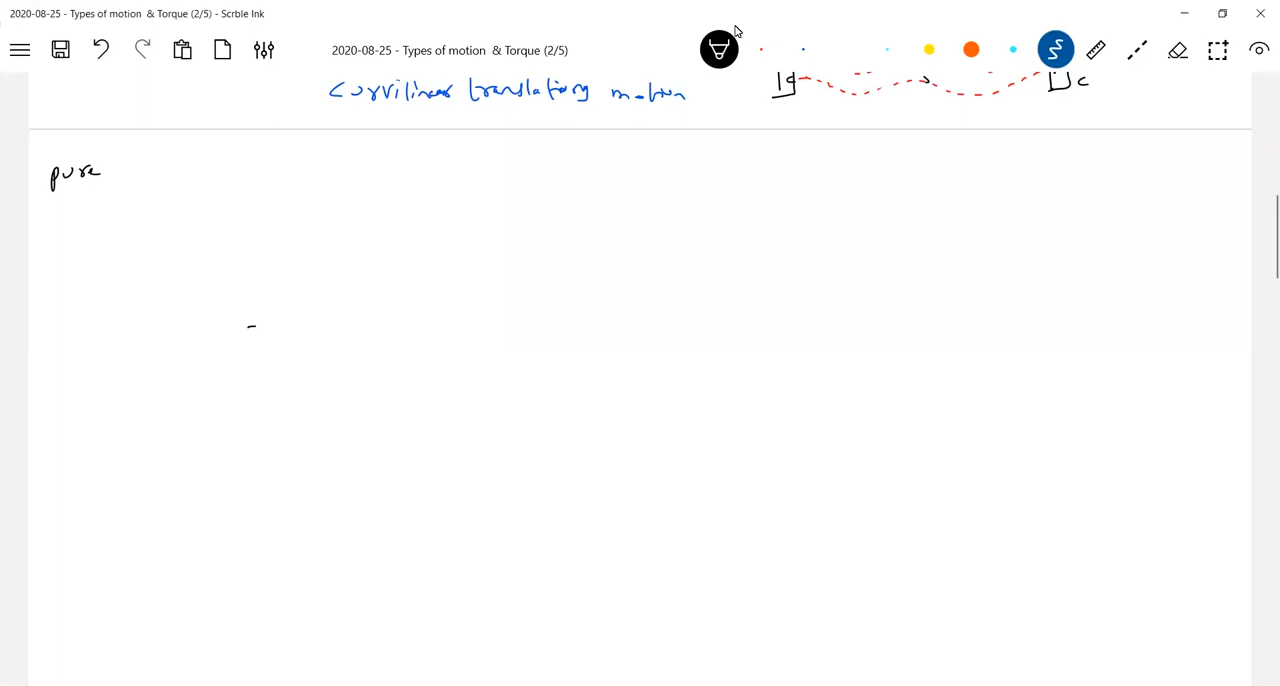 2020-08-25 - Types of motion & Torque (2/5) - Scrble Ink
2020-08-25 - Types of motion & Torque (2/5)
Curvilinear translatory motion
pure